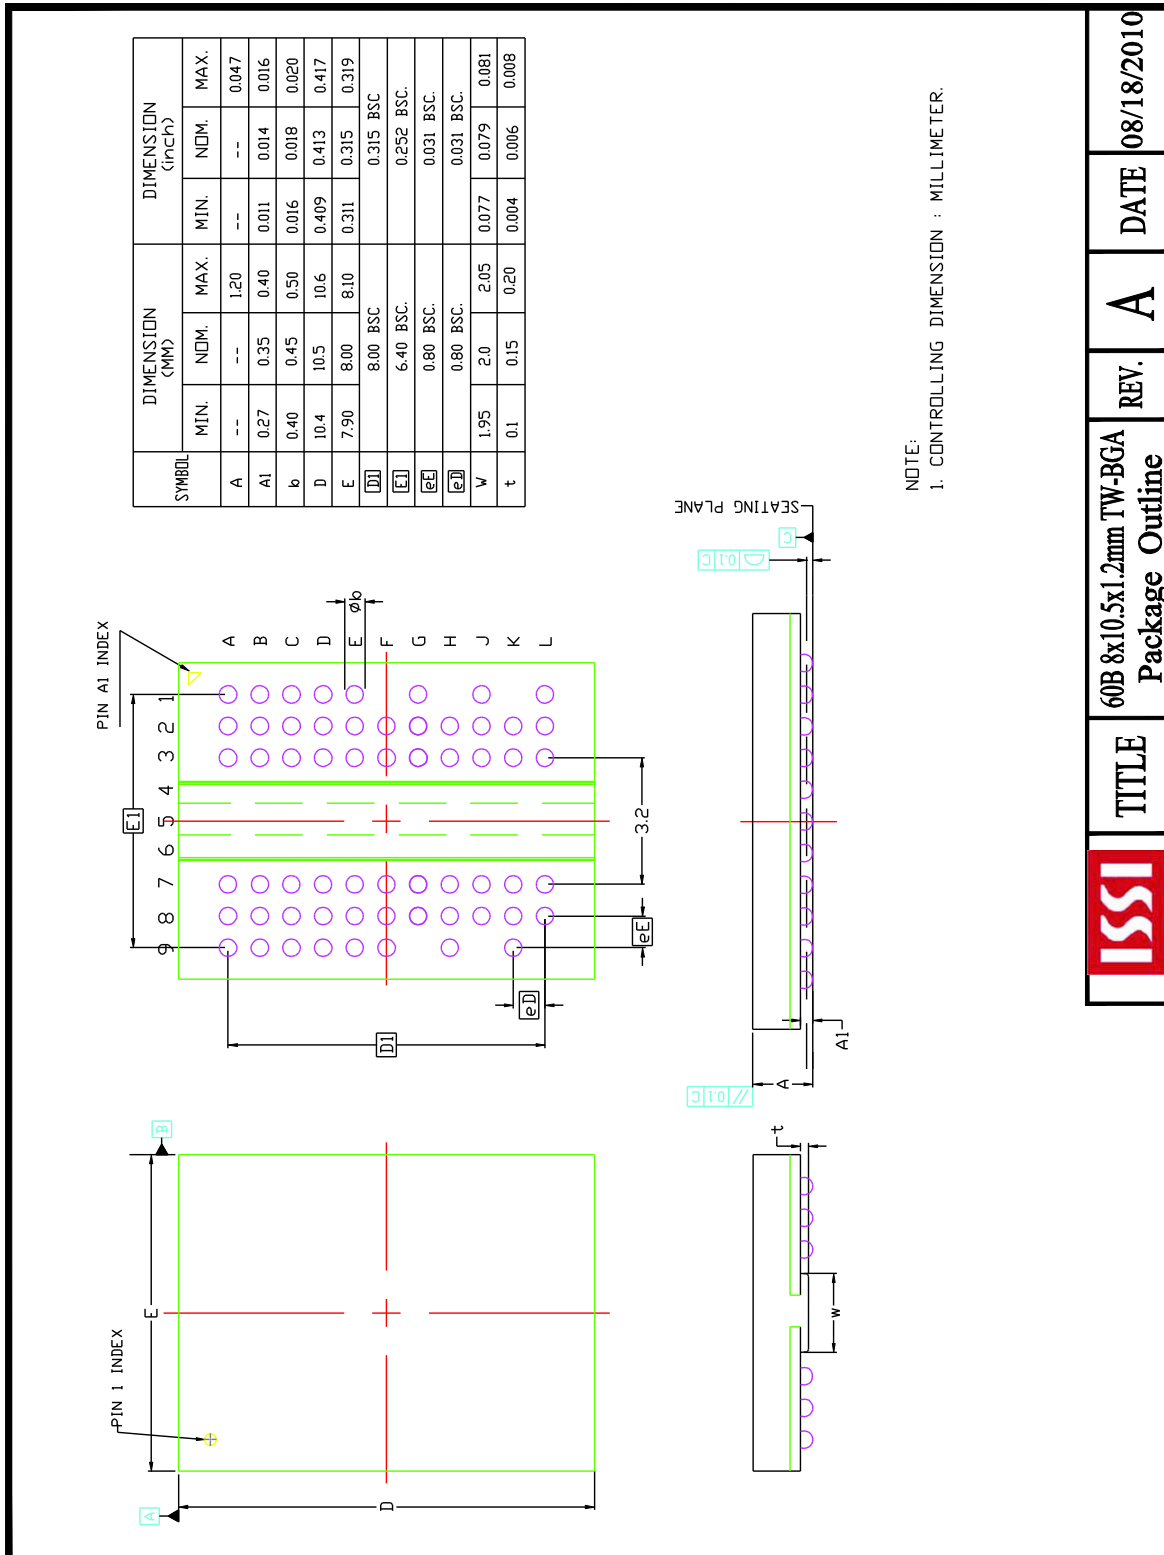 SYMBOL DIMENSION (MM) DIMENSION (inch)
MIN. NOM. MAX. MIN. NOM. MAX.
A -- -- 1.20 -- -- 0.047
A1 0.27 0.35 0.40 0.011 0.014 0.016
b 0.40 0.45 0.50 0.016 0.018 0.020
D 10.4 10.5 10.6 0.409 0.413 0.417
E 7.90 8.00 8.10 0.311 0.315 0.319
D1 8.00 BSC 0.315 BSC
E1 6.40 BSC. 0.252 BSC.
eE 0.80 BSC. 0.031 BSC.
eD 0.80 BSC. 0.031 BSC.
W 1.95 2.0 2.05 0.077 0.079 0.081
t 0.1 0.15 0.20 0.004 0.006 0.008
PIN 1 INDEX
E
D
A
B
PIN A1 INDEX
E1
9 8 7 6 5 4 3 2 1
A
B
C
D
E
F
G
H
J
K
L
øb
D1
eD
eE
3.2
t
w
// 0.1 C
A
A1
0.1 C
C
SEATING PLANE
NOTE:
1. CONTROLLING DIMENSION : MILLIMETER.
ISSI
TITLE
60B 8x10.5x1.2mm TW-BGA
Package Outline
REV.
A
DATE
08/18/2010